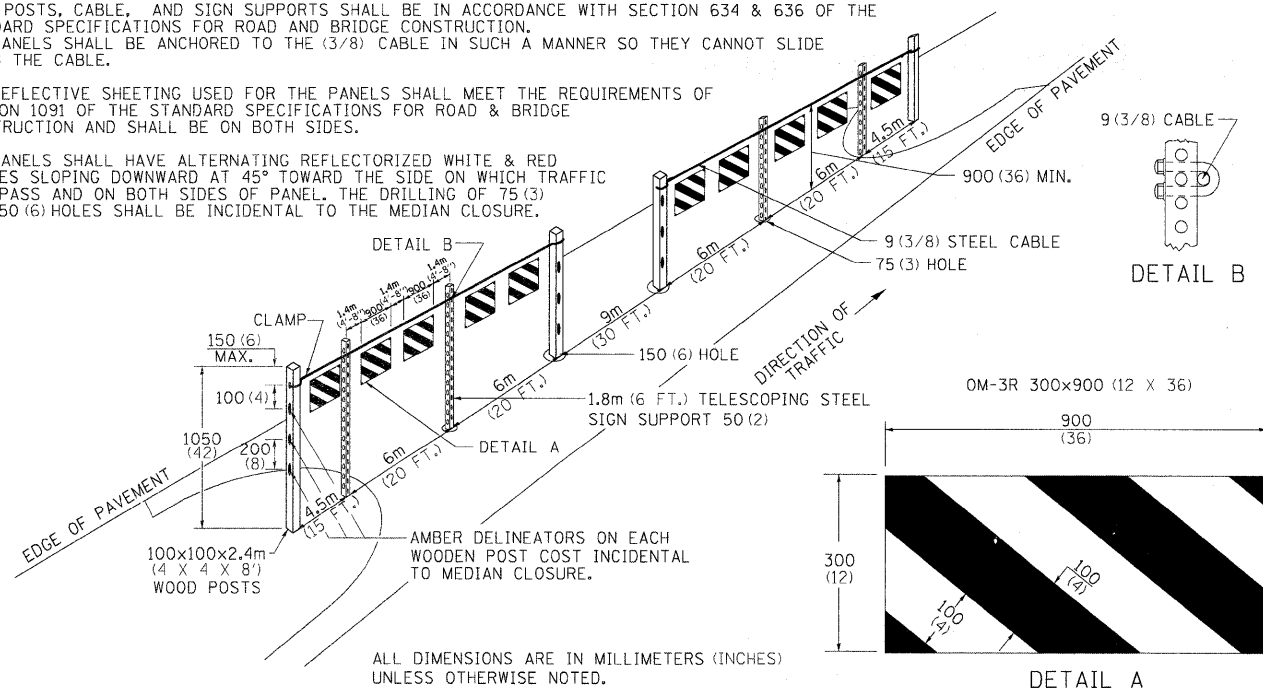 POSTS, CABLE, AND SIGN SUPPORTS SHALL BE IN ACCORDANCE WITH SECTION 634 & 636 OF THE
DARD SPECIFICATIONS FOR ROAD AND BRIDGE CONSTRUCTION.
ANELS SHALL BE ANCHORED TO THE (3/8) CABLE IN SUCH A MANNER SO THEY CANNOT SLIDE
THE CABLE.
EFLECTIVE SHEETING USED FOR THE PANELS SHALL MEET THE REQUIREMENTS OF
ON 1091 OF THE STANDARD SPECIFICATIONS FOR ROAD & BRIDGE
TRUCTION AND SHALL BE ON BOTH SIDES.
ANELS SHALL HAVE ALTERNATING REFLECTORIZED WHITE & RED
ES SLOPING DOWNWARD AT 45° TOWARD THE SIDE ON WHICH TRAFFIC
PASS AND ON BOTH SIDES OF PANEL. THE DRILLING OF 75 (3)
50 (6) HOLES SHALL BE INCIDENTAL TO THE MEDIAN CLOSURE.
EDGE OF PAVEMENT
9 (3/8) CABLE
DETAIL B
4.5m
(15 FT.)
6m
(20 FT.)
900 (36) MIN.
6m
(20 FT.)
9 (3/8) STEEL CABLE
75 (3) HOLE
DETAIL B
1.4m
(4'-8")
900
(36)
1.4m
(4'-8")
900
(36)
1.4m
(4'-8")
CLAMP
150 (6)
MAX.
100 (4)
1050
(42)
200
(8)
9m
(30 FT.)
150 (6) HOLE
DIRECTION OF
TRAFFIC
6m
(20 FT.)
1.8m (6 FT.) TELESCOPING STEEL
SIGN SUPPORT 50 (2)
DETAIL A
6m
(20 FT.)
4.5m
(15 FT.)
EDGE OF PAVEMENT
100x100x2.4m
(4 X 4 X 8')
WOOD POSTS
AMBER DELINEATORS ON EACH
WOODEN POST COST INCIDENTAL
TO MEDIAN CLOSURE.
OM-3R 300x900 (12 X 36)
900
(36)
300
(12)
100
(4)
100
(4)
DETAIL A
ALL DIMENSIONS ARE IN MILLIMETERS (INCHES)
UNLESS OTHERWISE NOTED.